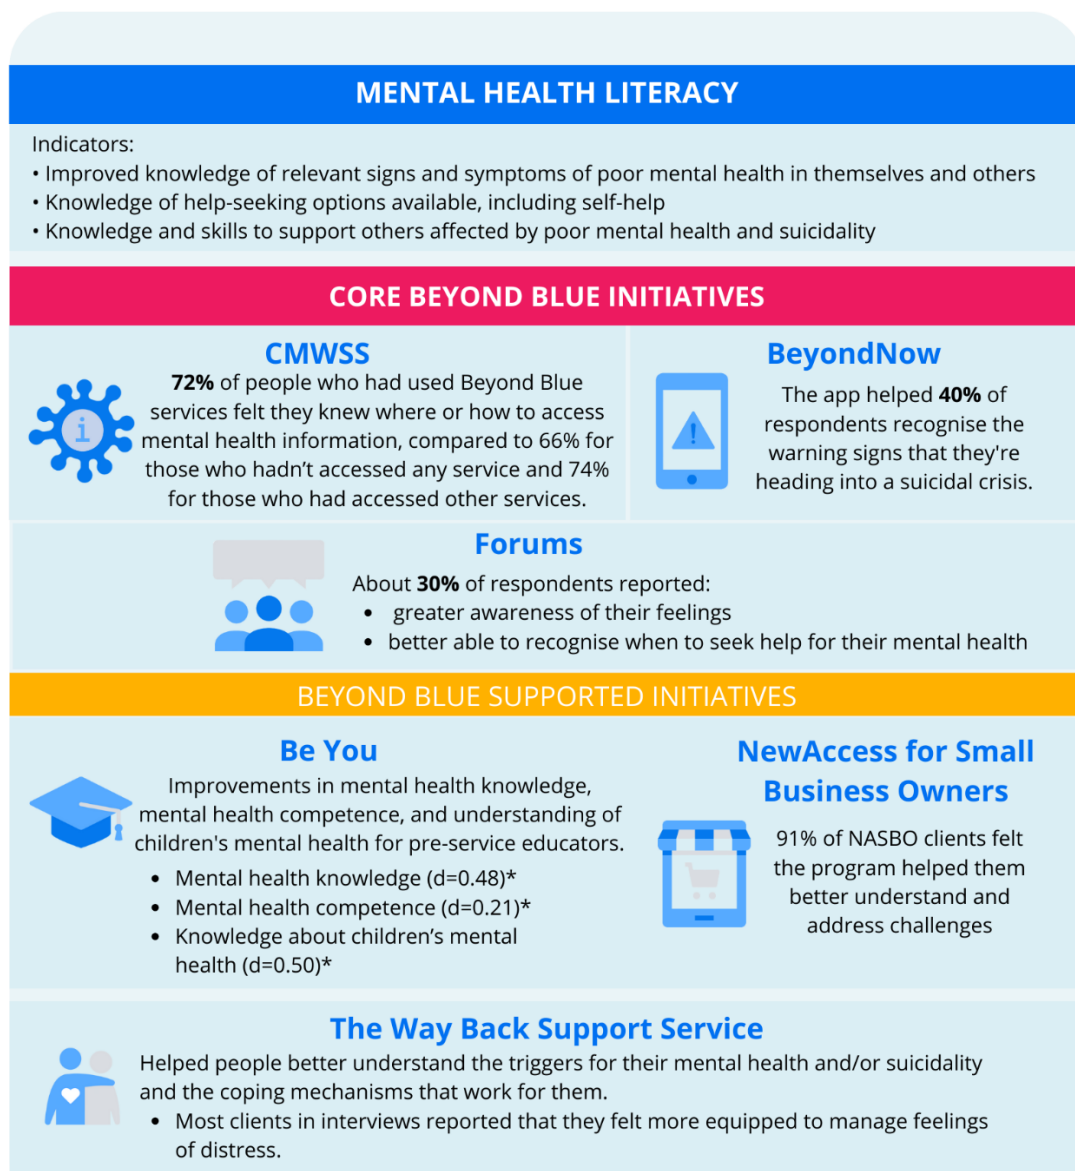 MENTAL HEALTH LITERACY
Indicators:
• Improved knowledge of relevant signs and symptoms of poor mental health in themselves and others
• Knowledge of help-seeking options available, including self-help
• Knowledge and skills to support others affected by poor mental health and suicidality
CORE BEYOND BLUE INITIATIVES
CMWSS
72% of people who had used Beyond Blue
services felt they knew where or how to access
mental health information, compared to 66% for
those who hadn’t accessed any service and 74%
for those who had accessed other services.
i
BeyondNow
The app helped 40% of
respondents recognise the
warning signs that they're
heading into a suicidal crisis.
!
Forums
About 30% of respondents reported:
• greater awareness of their feelings
• better able to recognise when to seek help for their mental health
BEYOND BLUE SUPPORTED INITIATIVES
Be You
Improvements in mental health knowledge,
mental health competence, and understanding of
children's mental health for pre-service educators.
• Mental health knowledge (d=0.48)*
• Mental health competence (d=0.21)*
• Knowledge about children’s mental
health (d=0.50)*
NewAccess for Small
Business Owners
91% of NASBO clients felt
the program helped them
better understand and
address challenges
The Way Back Support Service
Helped people better understand the triggers for their mental health and/or suicidality
and the coping mechanisms that work for them.
• Most clients in interviews reported that they felt more equipped to manage feelings
of distress.